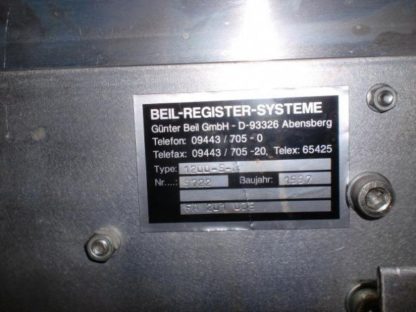 BEIL-REGISTER-SYSTEME
Günter Beil GmbH - D-93326 Abensberg
Telefon: 09443 / 705 - 0
Telefax: 09443 / 705 -20, Telex: 65425
Type:
Nr....: Baujahr: